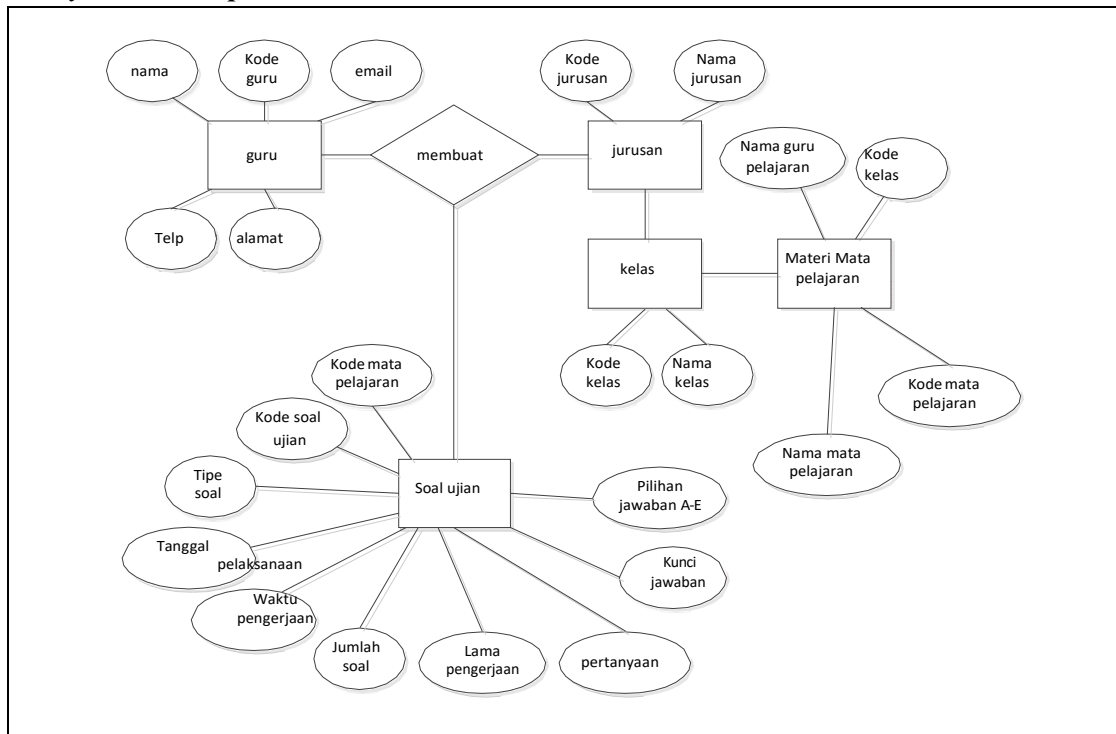 nama
Kode
guru
email
Kode
jurusan
Nama
jurusan
guru
membuat
jurusan
Nama guru
pelajaran
Kode
kelas
Telp
alamat
kelas
Materi Mata
pelajaran
Kode
kelas
Nama
kelas
Kode mata
pelajaran
Kode mata
pelajaran
Kode soal
ujian
Nama mata
pelajaran
Tipe
soal
Soal ujian
Pilihan
jawaban A-E
Tanggal
pelaksanaan
Kunci
jawaban
Waktu
pengerjaan
Jumlah
soal
Lama
pengerjaan
pertanyaan